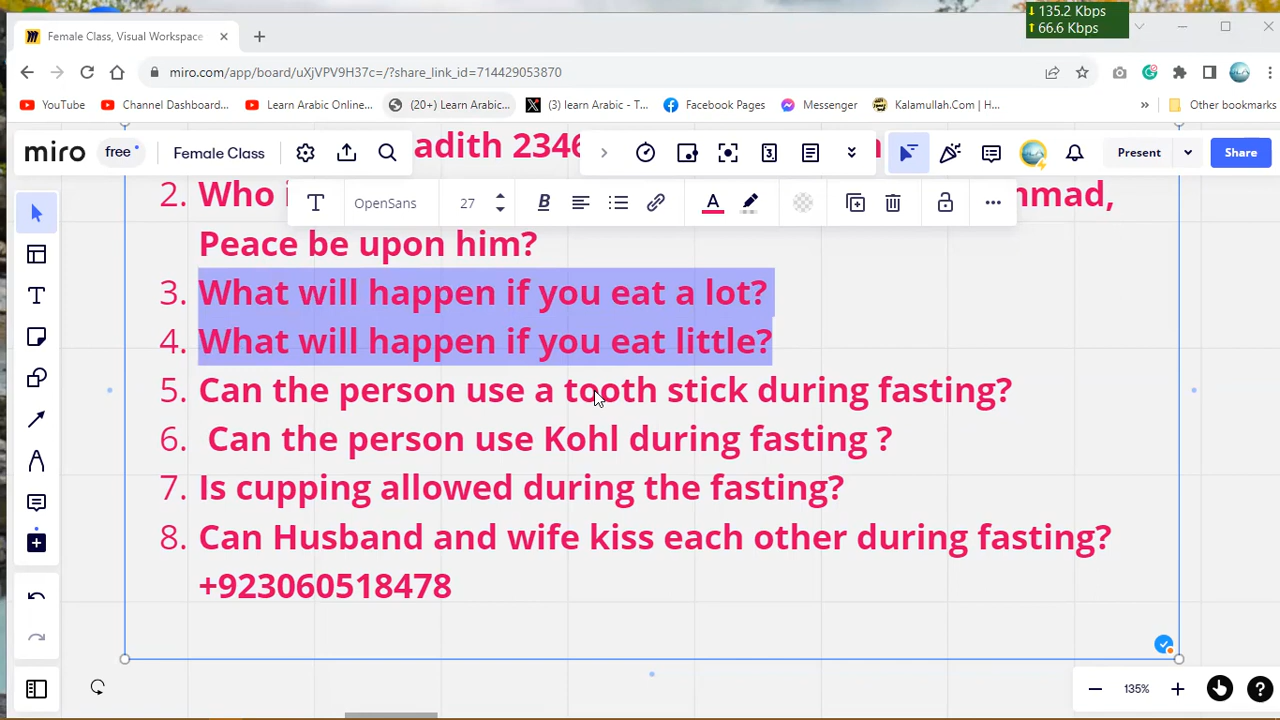 135.2 Kbps
66.6 Kbps
Female Class, Visual Workspace
miro.com/app/board/uXjVPV9H37c=/?share_link_id=714429053870
YouTube
Channel Dashboard...
Learn Arabic Online...
(20+) Learn Arabic...
(3) learn Arabic - T...
Facebook Pages
Messenger
Kalamullah.Com | H...
»
Other bookmarks
miro
free
Female Class
Present
Share
adith 2346
OpenSans
27
2. Who mmad,
Peace be upon him?
3. What will happen if you eat a lot?
4. What will happen if you eat little?
5. Can the person use a tooth stick during fasting?
6. Can the person use Kohl during fasting ?
7. Is cupping allowed during the fasting?
8. Can Husband and wife kiss each other during fasting?
+923060518478
135%